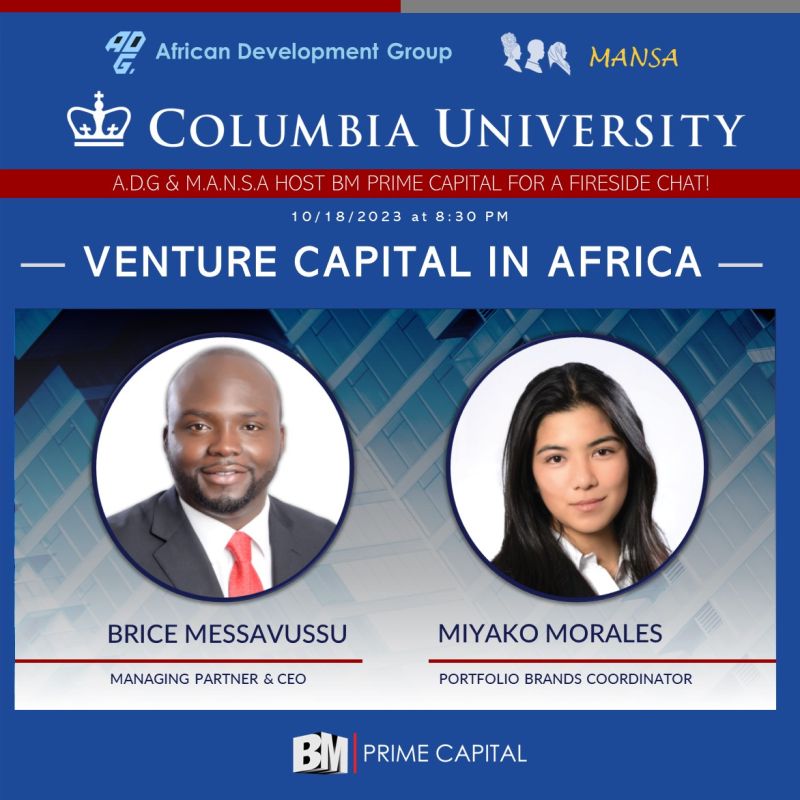 ADG.
African Development Group
MANSA
COLUMBIA UNIVERSITY
A.D.G & M.A.N.S.A HOST BM PRIME CAPITAL FOR A FIRESIDE CHAT!
10/18/2023 at 8:30 PM
— VENTURE CAPITAL IN AFRICA —
BRICE MESSAVUSSU
MANAGING PARTNER & CEO
MIYAKO MORALES
PORTFOLIO BRANDS COORDINATOR
BM | PRIME CAPITAL